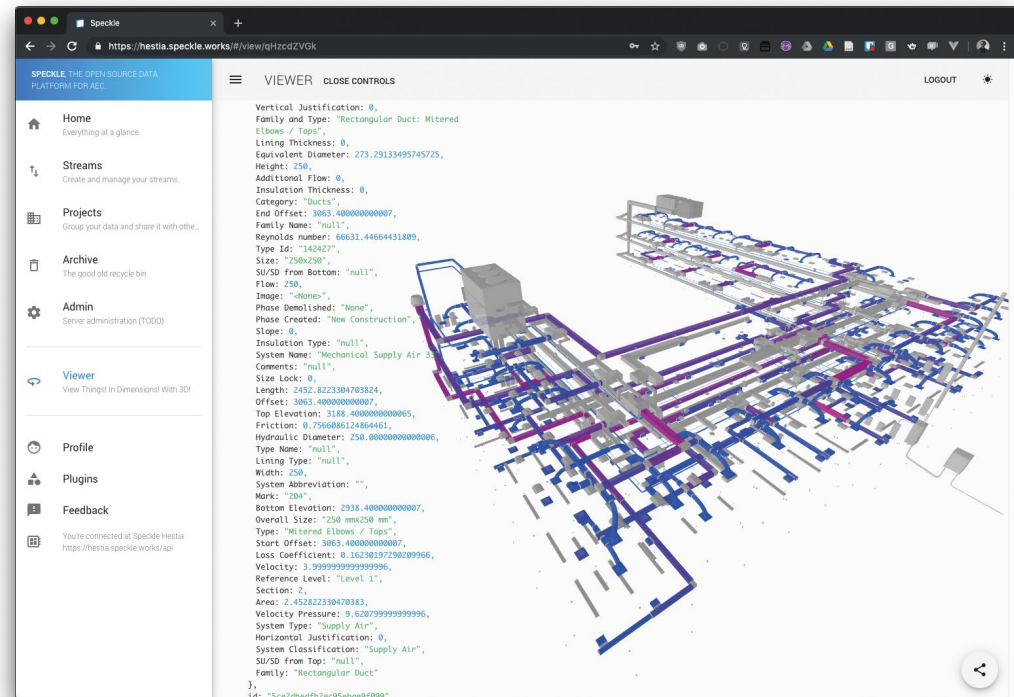 Speckle
https://hestia.speckle.works/#/view/qHzcdZVGk
SPECKLE, THE OPEN SOURCE DATA
PLATFORM FOR AEC.
VIEWER CLOSE CONTROLS
LOGOUT
Home
Everything at a glance.
Streams
Create and manage your streams.
Projects
Group your data and share it with othe..
Archive
The good old recycle bin.
Admin
Server administration (TODO)
Viewer
View Things! In Dimensions! With 3D!
Profile
Plugins
Feedback
You're connected at Speckle Hestia
https://hestia.speckle.works/api
Vertical Justification: 0,
Family and Type: "Rectangular Duct: Mitered
Elbows / Taps",
Lining Thickness: 0,
Equivalent Diameter: 273.29133495745725,
Height: 250,
Additional Flow: 0,
Insulation Thickness: 0,
Category: "Ducts",
End Offset: 3063.400000000007,
Family Name: "null",
Reynolds number: 66631.44664431809,
Type Id: "142427",
Size: "250x250",
SU/SD from Bottom: "null",
Flow: 250,
Image: "<None>",
Phase Demolished: "None",
Phase Created: "New Construction",
Slope: 0,
Insulation Type: "null",
System Name: "Mechanical Supply Air 33
Comments: "null",
Size Lock: 0,
Length: 2452.8223304703824,
Offset: 3063.400000000007,
Top Elevation: 3188.4000000000065,
Friction: 0.7566086124864461,
Hydraulic Diameter: 250.00000000000006,
Type Name: "null",
Lining Type: "null",
Width: 250,
System Abbreviation: "",
Mark: "204",
Bottom Elevation: 2938.400000000007,
Overall Size: "250 mmx250 mm",
Type: "Mitered Elbows / Taps",
Start Offset: 3063.400000000007,
Loss Coefficient: 0.16230197290209966,
Velocity: 3.9999999999999996,
Reference Level: "Level 1",
Section: 2,
Area: 2.452822330470383,
Velocity Pressure: 9.620799999999996,
System Type: "Supply Air",
Horizontal Justification: 0,
System Classification: "Supply Air",
SU/SD from Top: "null",
Family: "Rectangular Duct"
},